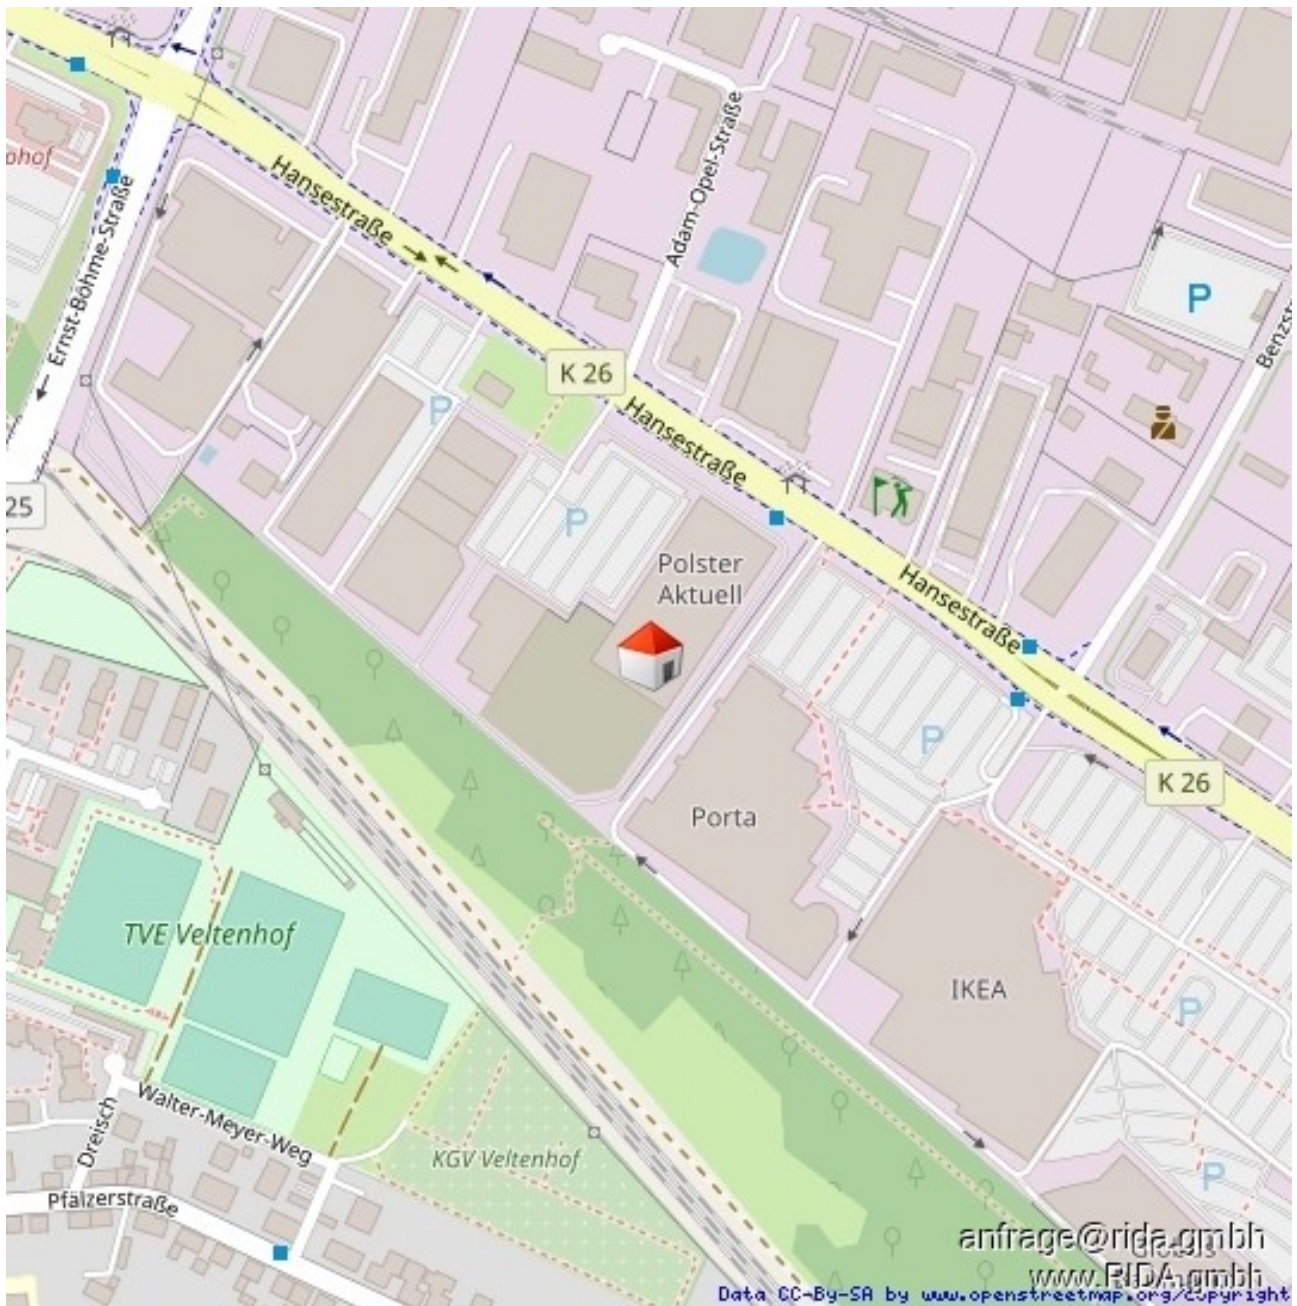 Hansestraße
Adam-Opel-Straße
Ernst-Böhme-Straße
P
Benzst
K 26
P
Hansestraße
25
P
Polster
Aktuell
Hansestraße
P
K 26
Porta
TVE Veltenhof
IKEA
P
Walter-Meyer-Weg
Dreisch
KGV Veltenhof
P
Pfälzerstraße
anfrage@rida.gmbh
www.RIDA.gmbh
Data CC-By-SA by www.openstreetmap.org/copyright